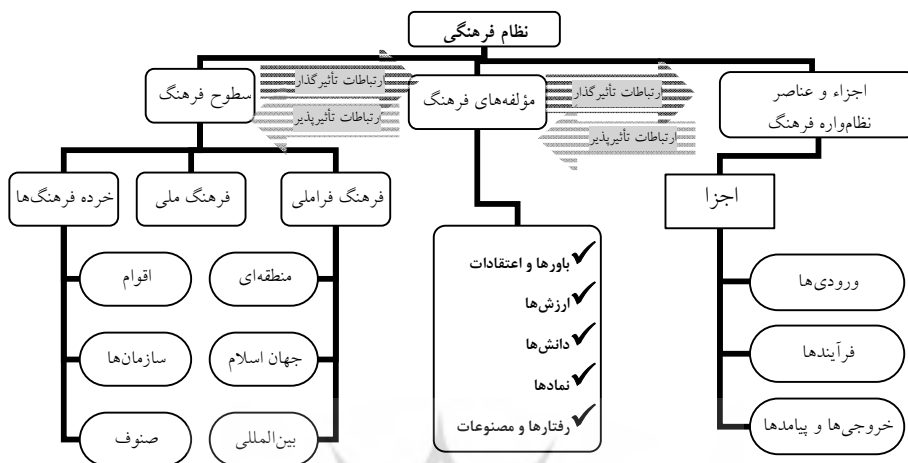 نظام فرهنگی
اجزاء و عناصر
نظام‌واره فرهنگ
ارتباطات تأثیرگذار
ارتباطات تأثیرپذیر
مؤلفه‌های فرهنگ
ارتباطات تأثیرگذار
ارتباطات تأثیرپذیر
سطوح فرهنگ
اجزا
ورودی‌ها
فرآیندها
خروجی‌ها و پیامدها
باورها و اعتقادات
ارزش‌ها
دانش‌ها
نمادها
رفتارها و مصنوعات
فرهنگ فراملی
فرهنگ ملی
خرده فرهنگ‌ها
منطقه‌ای
جهان اسلام
بین‌المللی
اقوام
سازمان‌ها
صنوف